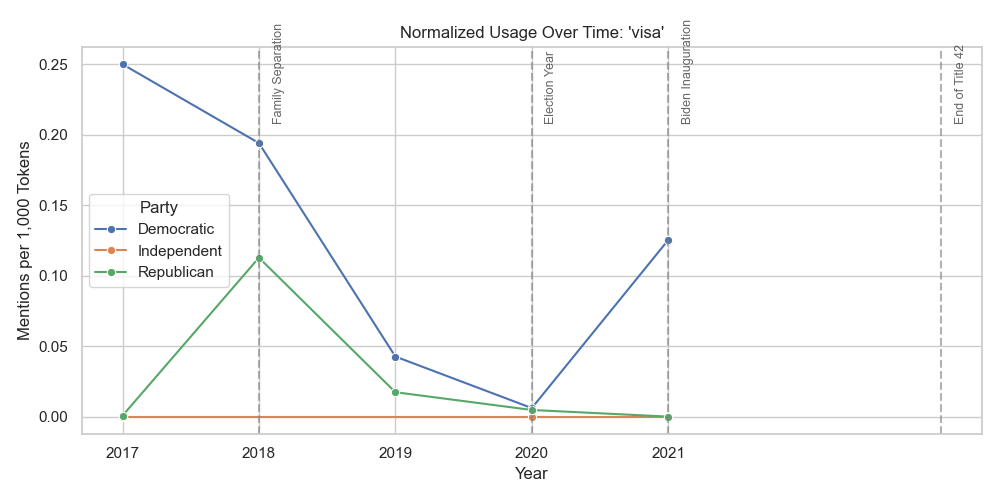 Normalized Usage Over Time: 'visa'
Family Separation
Election Year
Biden Inauguration
End of Title 42
Mentions per 1,000 Tokens
0.25
0.20
0.15
0.10
0.05
0.00
Party
Democratic
Independent
Republican
2017
2018
2019
2020
2021
Year